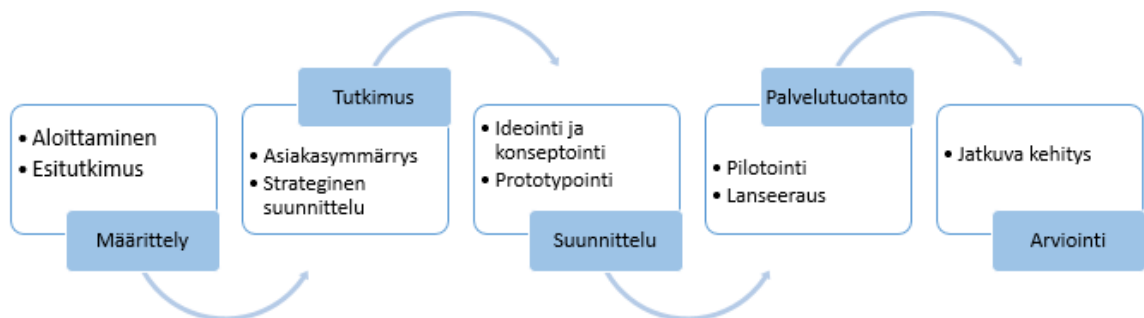 Määrittely
• Aloittaminen
• Esitutkimus
Tutkimus
• Asiakasymmärrys
• Strateginen
suunnittelu
Suunnittelu
• Ideointi ja
konseptointi
• Prototypointi
Palvelutuotanto
• Pilotointi
• Lanseeraus
Arviointi
• Jatkuva kehitys